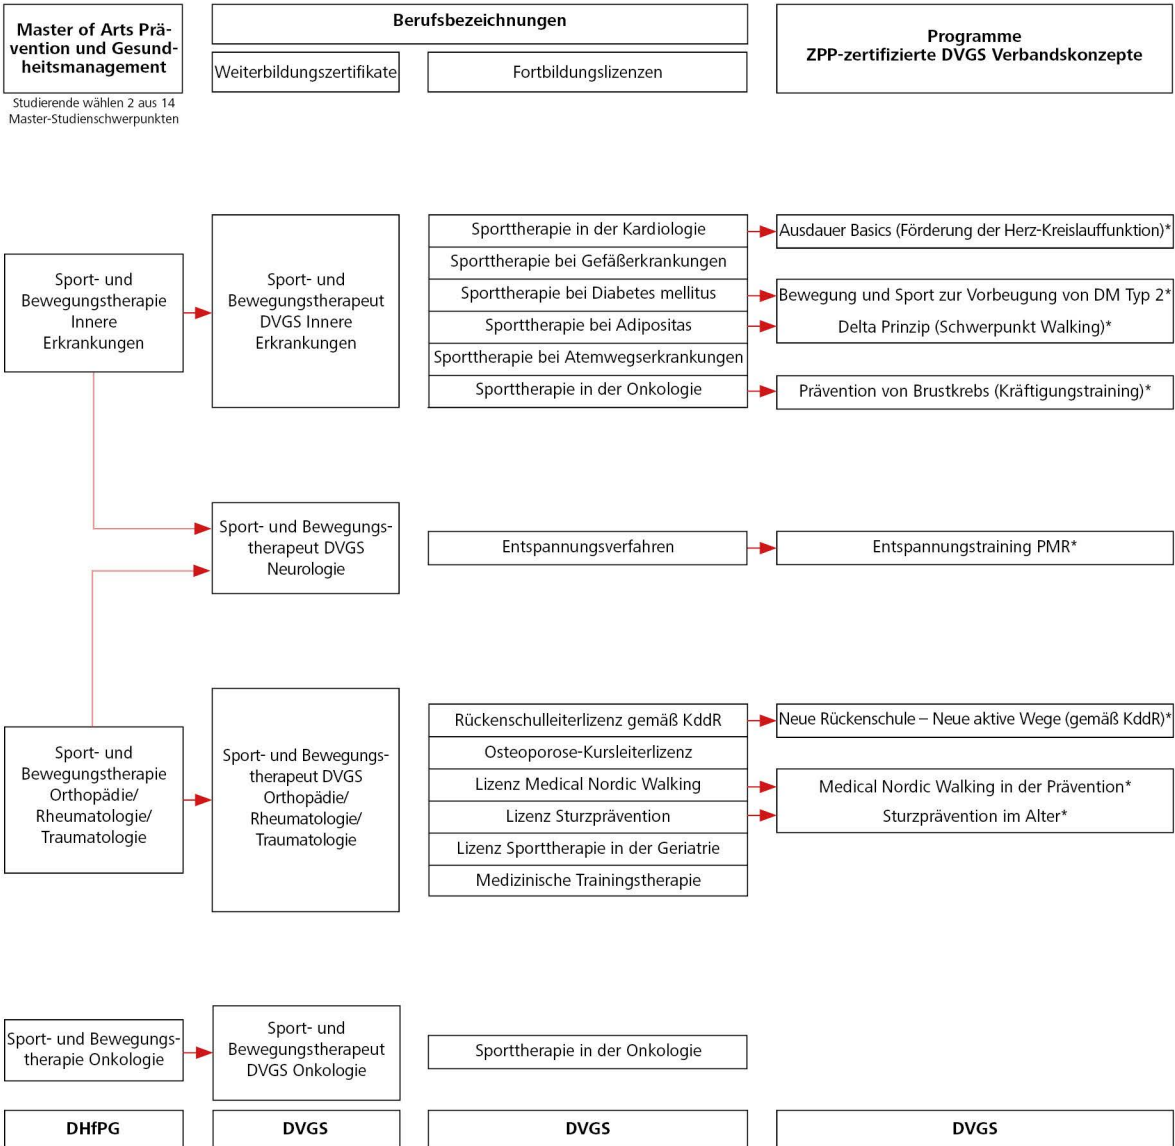 Master of Arts Prä-
vention und Gesund-
heitsmanagement
Studierende wählen 2 aus 14
Master-Studienschwerpunkten
Berufsbezeichnungen
Weiterbildungszertifikate
Fortbildungslizenzen
Programme
ZPP-zertifizierte DVGS Verbandskonzepte
Sport- und
Bewegungstherapie
Innere
Erkrankungen
Sport- und
Bewegungstherapeut
DVGS Innere
Erkrankungen
Sporttherapie in der Kardiologie
Sporttherapie bei Gefäßerkrankungen
Sporttherapie bei Diabetes mellitus
Sporttherapie bei Adipositas
Sporttherapie bei Atemwegserkrankungen
Sporttherapie in der Onkologie
Ausdauer Basics (Förderung der Herz-Kreislauffunktion)*
Bewegung und Sport zur Vorbeugung von DM Typ 2*
Delta Prinzip (Schwerpunkt Walking)*
Prävention von Brustkrebs (Kräftigungstraining)*
Sport- und Bewegungs-
therapeut DVGS
Neurologie
Entspannungsverfahren
Entspannungstraining PMR*
Sport- und
Bewegungstherapie
Orthopädie/
Rheumatologie/
Traumatologie
Sport- und Bewegungs-
therapeut DVGS
Orthopädie/
Rheumatologie/
Traumatologie
Rückenschulleiterlizenz gemäß KddR
Osteoporose-Kursleiterlizenz
Lizenz Medical Nordic Walking
Lizenz Sturzprävention
Lizenz Sporttherapie in der Geriatrie
Medizinische Trainingstherapie
Neue Rückenschule – Neue aktive Wege (gemäß KddR)*
Medical Nordic Walking in der Prävention*
Sturzprävention im Alter*
Sport- und Bewegungs-
therapie Onkologie
Sport- und
Bewegungstherapeut
DVGS Onkologie
Sporttherapie in der Onkologie
DHfPG
DVGS
DVGS
DVGS